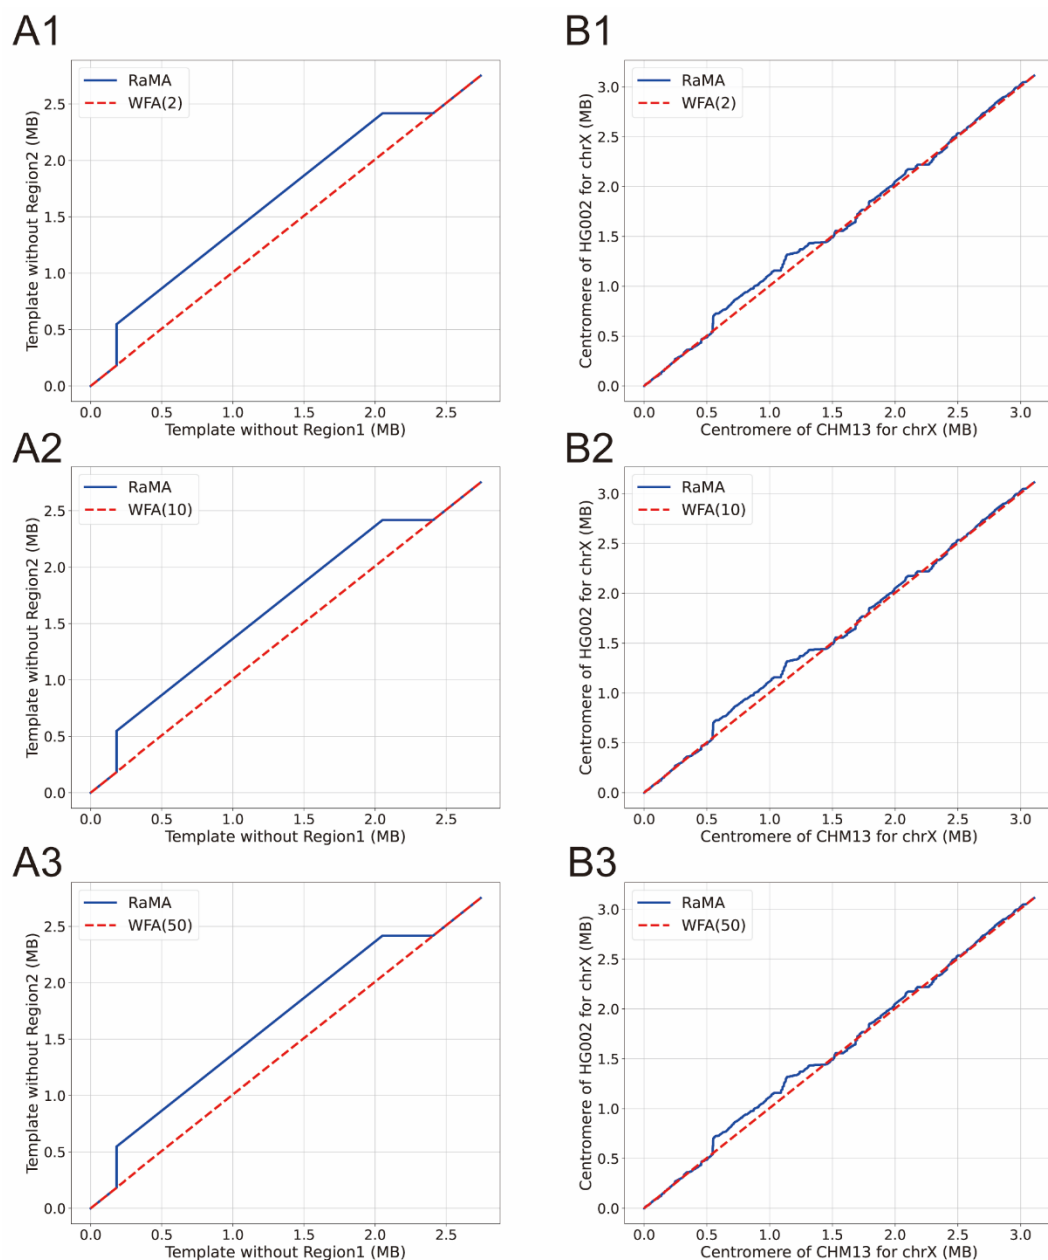 A1
RaMA
WFA(2)
Template without Region2 (MB)
2.5
2.0
1.5
1.0
0.5
0.0
0.0 0.5 1.0 1.5 2.0 2.5
Template without Region1 (MB)
B1
RaMA
WFA(2)
Centromere of HG002 for chrX (MB)
3.0
2.5
2.0
1.5
1.0
0.5
0.0
0.0 0.5 1.0 1.5 2.0 2.5 3.0
Centromere of CHM13 for chrX (MB)
A2
RaMA
WFA(10)
Template without Region2 (MB)
2.5
2.0
1.5
1.0
0.5
0.0
0.0 0.5 1.0 1.5 2.0 2.5
Template without Region1 (MB)
B2
RaMA
WFA(10)
Centromere of HG002 for chrX (MB)
3.0
2.5
2.0
1.5
1.0
0.5
0.0
0.0 0.5 1.0 1.5 2.0 2.5 3.0
Centromere of CHM13 for chrX (MB)
A3
RaMA
WFA(50)
Template without Region2 (MB)
2.5
2.0
1.5
1.0
0.5
0.0
0.0 0.5 1.0 1.5 2.0 2.5
Template without Region1 (MB)
B3
RaMA
WFA(50)
Centromere of HG002 for chrX (MB)
3.0
2.5
2.0
1.5
1.0
0.5
0.0
0.0 0.5 1.0 1.5 2.0 2.5 3.0
Centromere of CHM13 for chrX (MB)